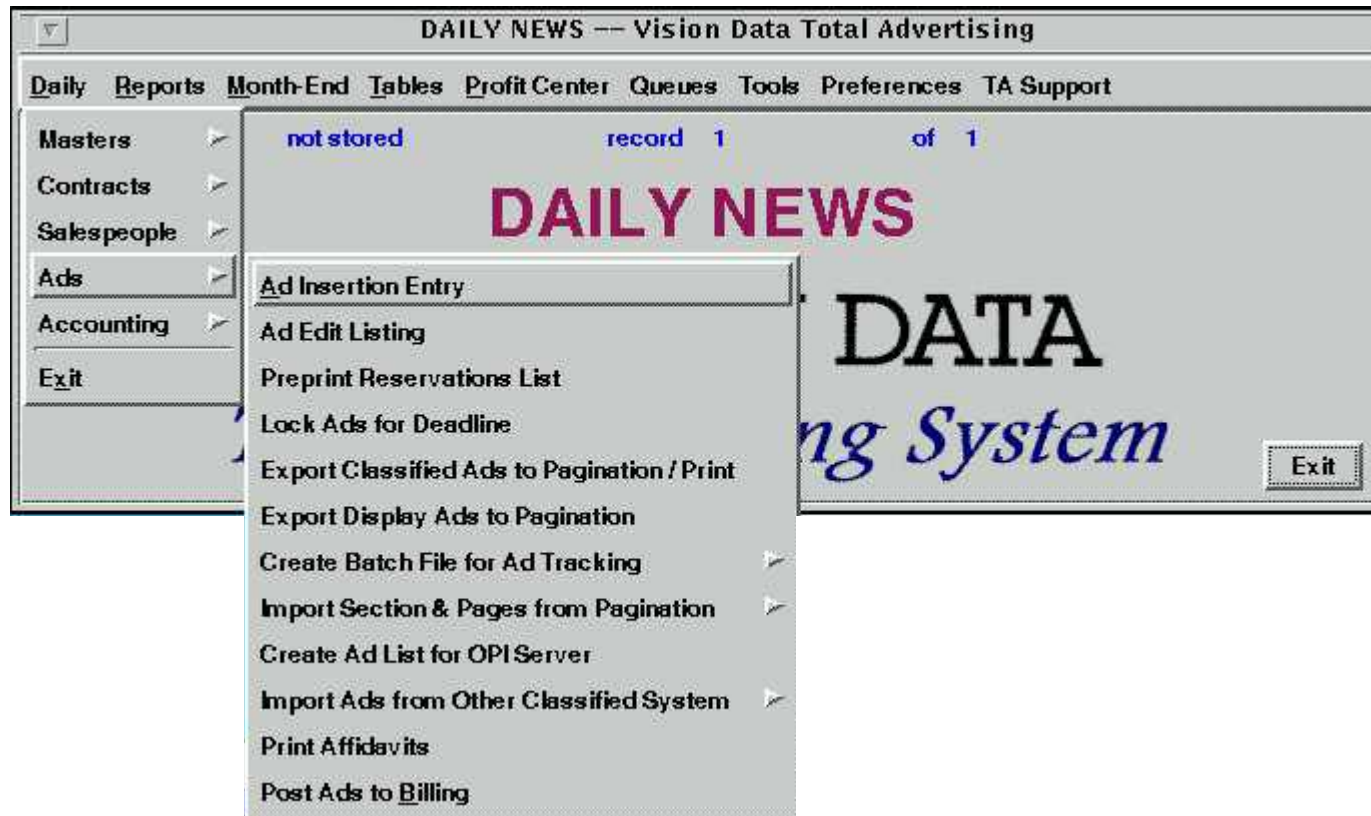 DAILY NEWS -- Vision Data Total Advertising
Daily Reports Month-End Tables Profit Center Queues Tools Preferences TA Support
Masters
Contracts
Salespeople
Ads
Accounting
Exit
not stored record 1 of 1
DAILY NEWS
DATA
System
Exit
Ad Insertion Entry
Ad Edit Listing
Preprint Reservations List
Lock Ads for Deadline
Export Classified Ads to Pagination / Print
Export Display Ads to Pagination
Create Batch File for Ad Tracking
Import Section & Pages from Pagination
Create Ad List for OPI Server
Import Ads from Other Classified System
Print Affidavits
Post Ads to Billing